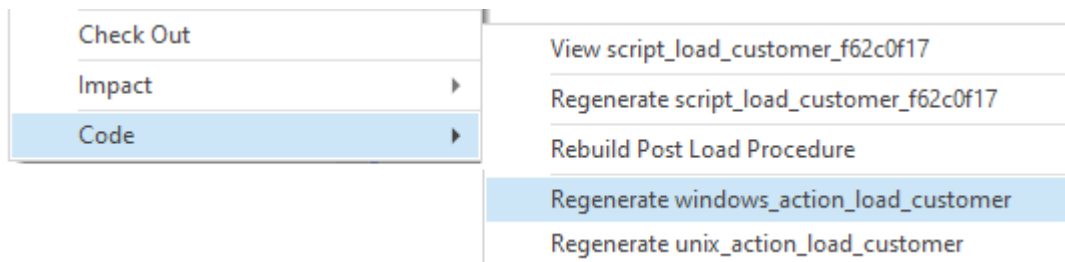 Check Out
Impact
Code
View script_load_customer_f62c0f17
Regenerate script_load_customer_f62c0f17
Rebuild Post Load Procedure
Regenerate windows_action_load_customer
Regenerate unix_action_load_customer